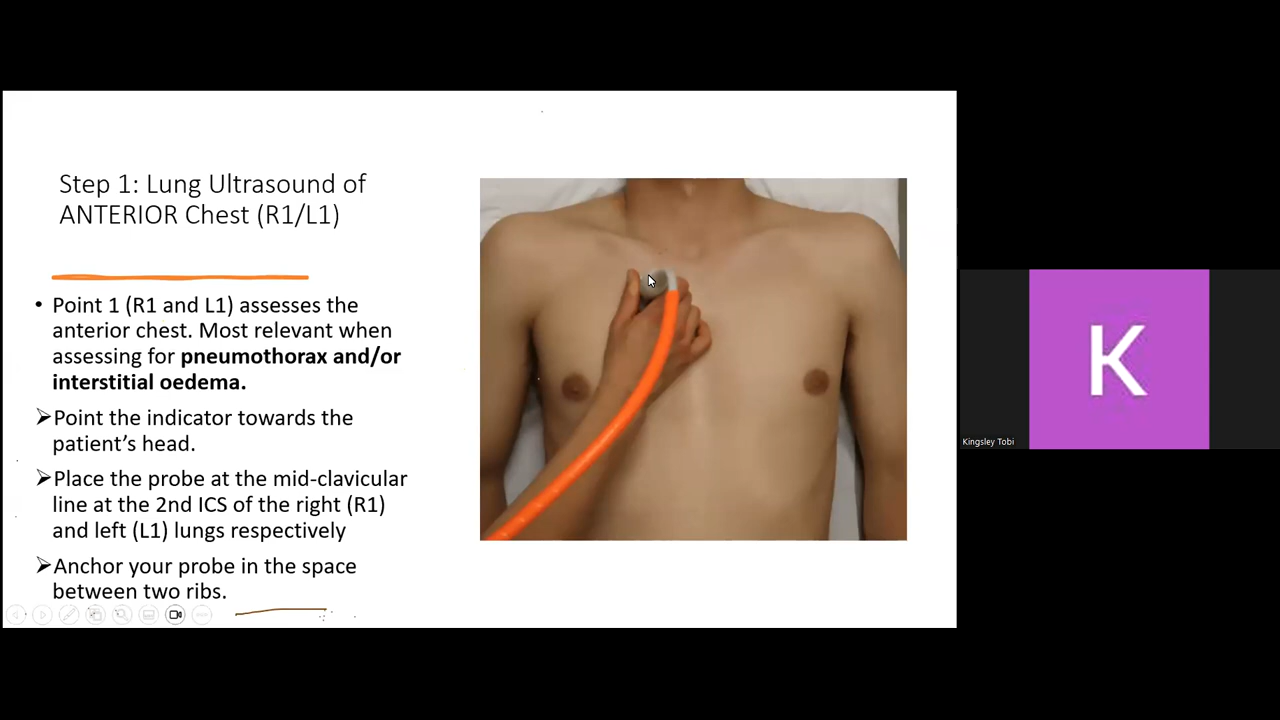 Step 1: Lung Ultrasound of
ANTERIOR Chest (R1/L1)
• Point 1 (R1 and L1) assesses the
anterior chest. Most relevant when
assessing for pneumothorax and/or
interstitial oedema.
➢Point the indicator towards the
patient’s head.
➢Place the probe at the mid-clavicular
line at the 2nd ICS of the right (R1)
and left (L1) lungs respectively
➢Anchor your probe in the space
between two ribs.
K
Kingsley Tobi